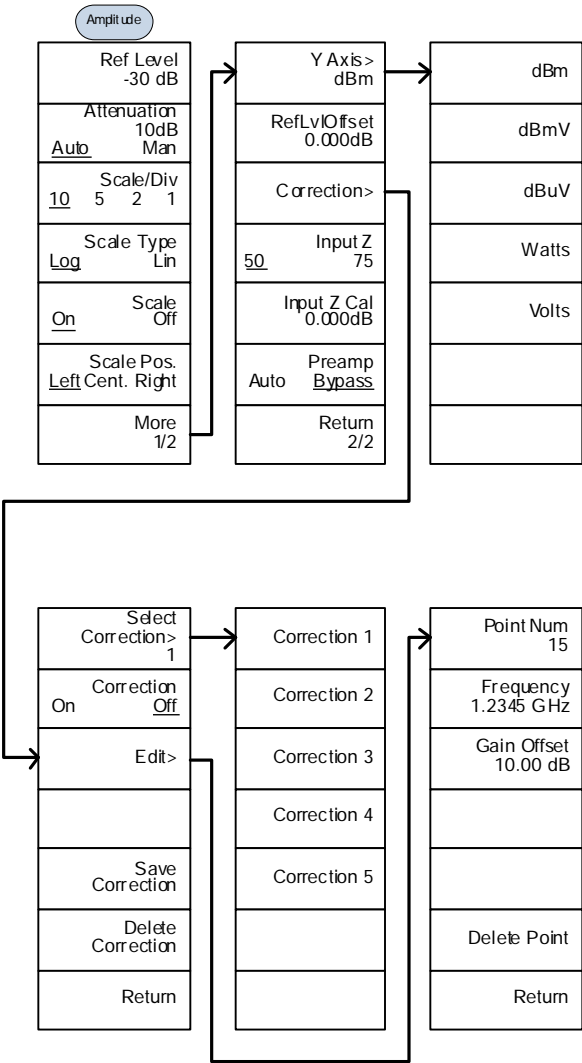 Amplitude
Ref Level
-30 dB
Attenuation
10dB
Auto Man
Scale/Div
10 5 2 1
Scale Type
Log Lin
Scale
On Off
Scale Pos.
Left Cent. Right
More
1/2
Y Axis>
dBm
RefLvlOffset
0.000dB
Correction>
Input Z
50 75
Input Z Cal
0.000dB
Preamp
Auto Bypass
Return
2/2
dBm
dBmV
dBuV
Watts
Volts
Select
Correction>
1
Correction
On Off
Edit>
Save
Correction
Delete
Correction
Return
Correction 1
Correction 2
Correction 3
Correction 4
Correction 5
Point Num
15
Frequency
1.2345 GHz
Gain Offset
10.00 dB
Delete Point
Return